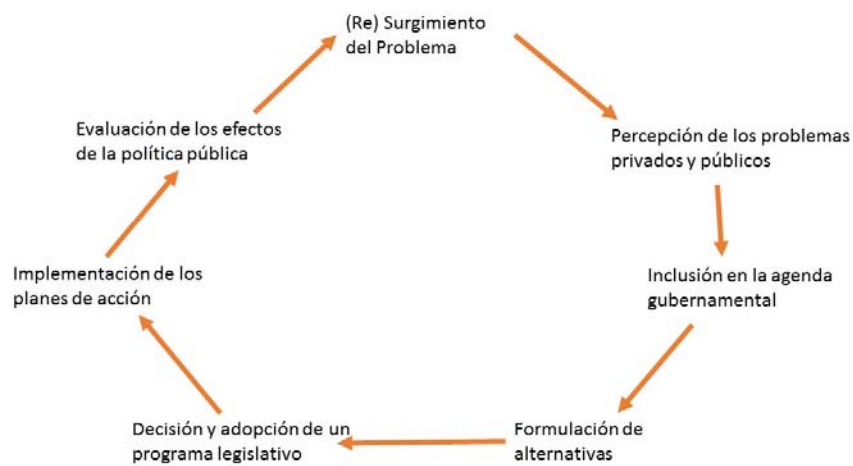 (Re) Surgimiento
del Problema
Percepción de los problemas
privados y públicos
Inclusión en la agenda
gubernamental
Formulación de
alternativas
Decisión y adopción de un
programa legislativo
Implementación de los
planes de acción
Evaluación de los efectos
de la política pública